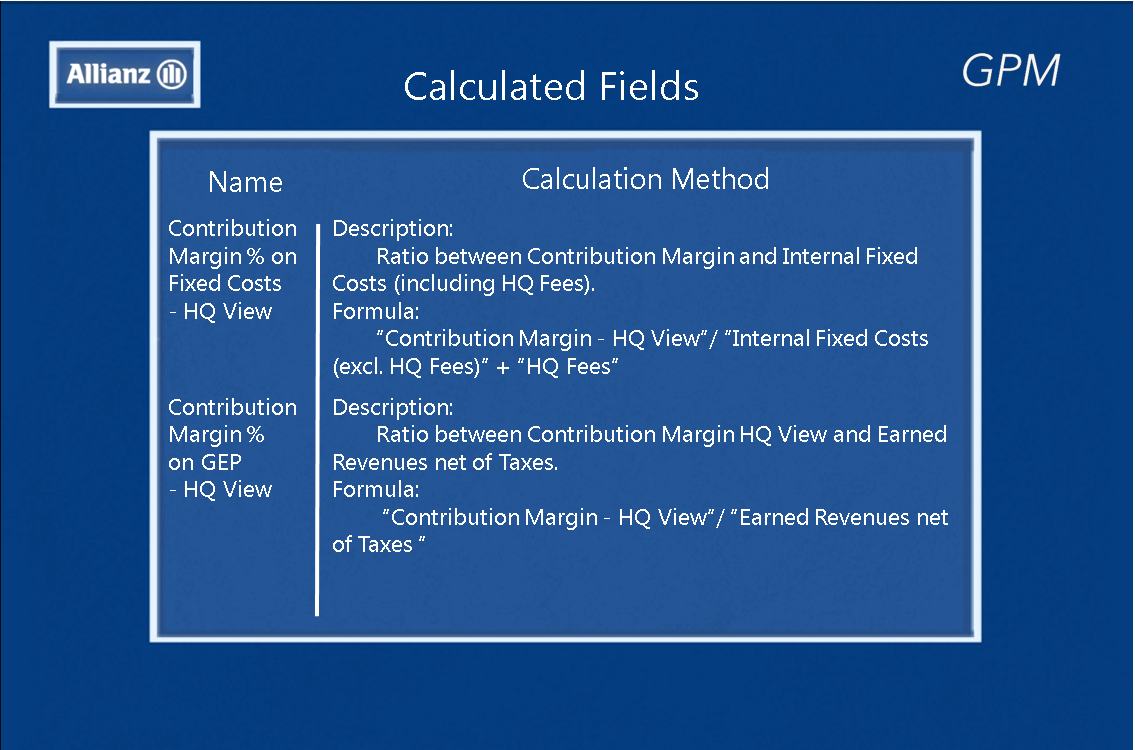 Allianz
Calculated Fields
GPM
Name
Calculation Method
Contribution
Margin % on
Fixed Costs
- HQ View
Description:
Ratio between Contribution Margin and Internal Fixed
Costs (including HQ Fees).
Formula:
"Contribution Margin - HQ View"/ "Internal Fixed Costs
(excl. HQ Fees)" + "HQ Fees"
Contribution
Margin %
on GEP
- HQ View
Description:
Ratio between Contribution Margin HQ View and Earned
Revenues net of Taxes.
Formula:
"Contribution Margin - HQ View"/ "Earned Revenues net
of Taxes "